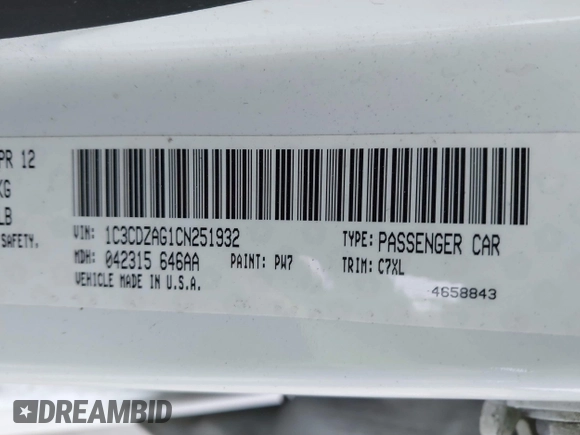 PR 12
KG
LB
SAFETY.
VIN: 1C3CDZAG1CN251932
TYPE: PASSENGER CAR
MDH: 042315 646AA
PAINT: PW7
TRIM: C7XL
VEHICLE MADE IN U.S.A.
4658843
DREAMBID